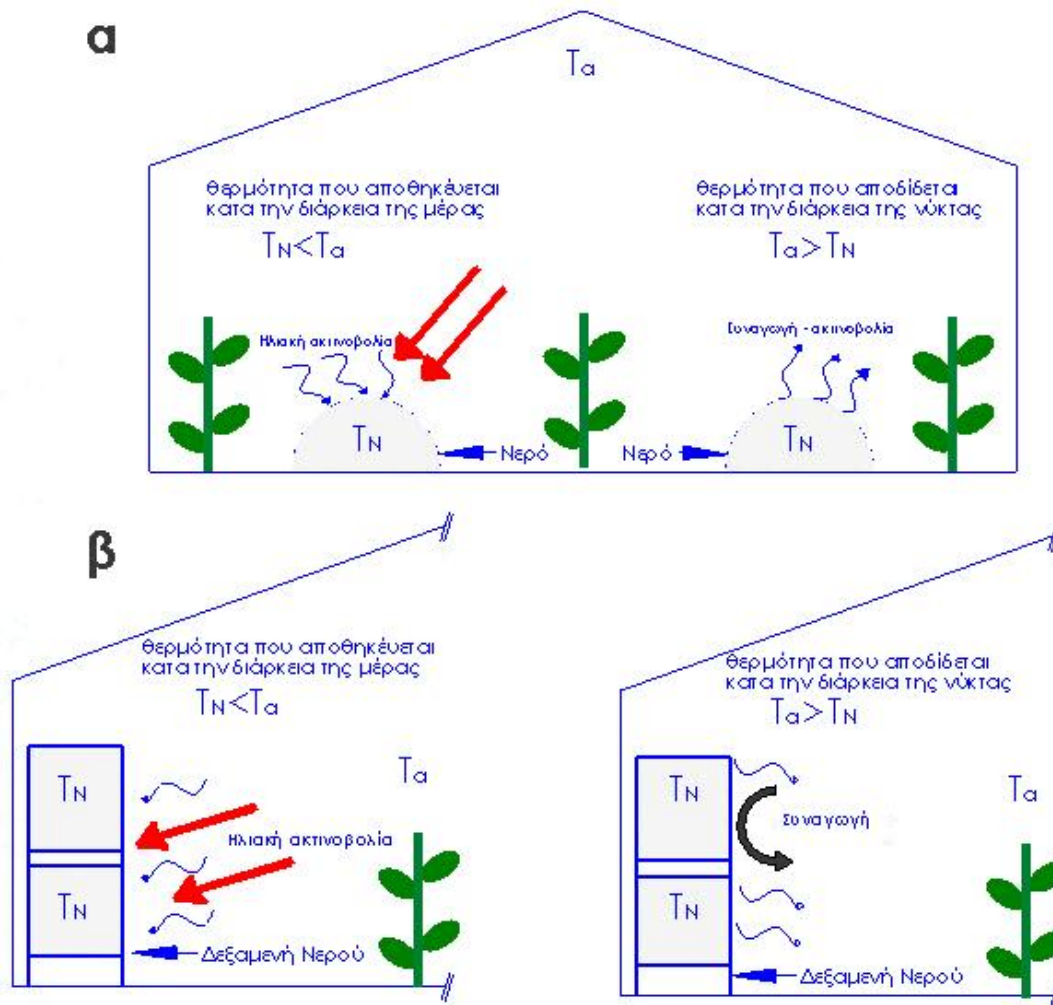 α
Ta
θερμότητα που αποθηκέυεται
κατα την διάρκεια της μέρας
TN<Ta
θερμότητα που αποδίδεται
κατα την διάρκεια της νύκτας
Ta>TN
Ηλιακή ακτινοβολία
Συναγωγή - ακτινοβολία
TN
Νερό
Νερό
TN
β
θερμότητα που αποθηκέυεται
κατα την διάρκεια της μέρας
TN<Ta
TN
Ta
Ηλιακή ακτινοβολία
TN
Δεξαμενή Νερού
θερμότητα που αποδίδεται
κατα την διάρκεια της νύκτας
Ta>TN
TN
Ta
Συναγωγή
TN
Δεξαμενή Νερού